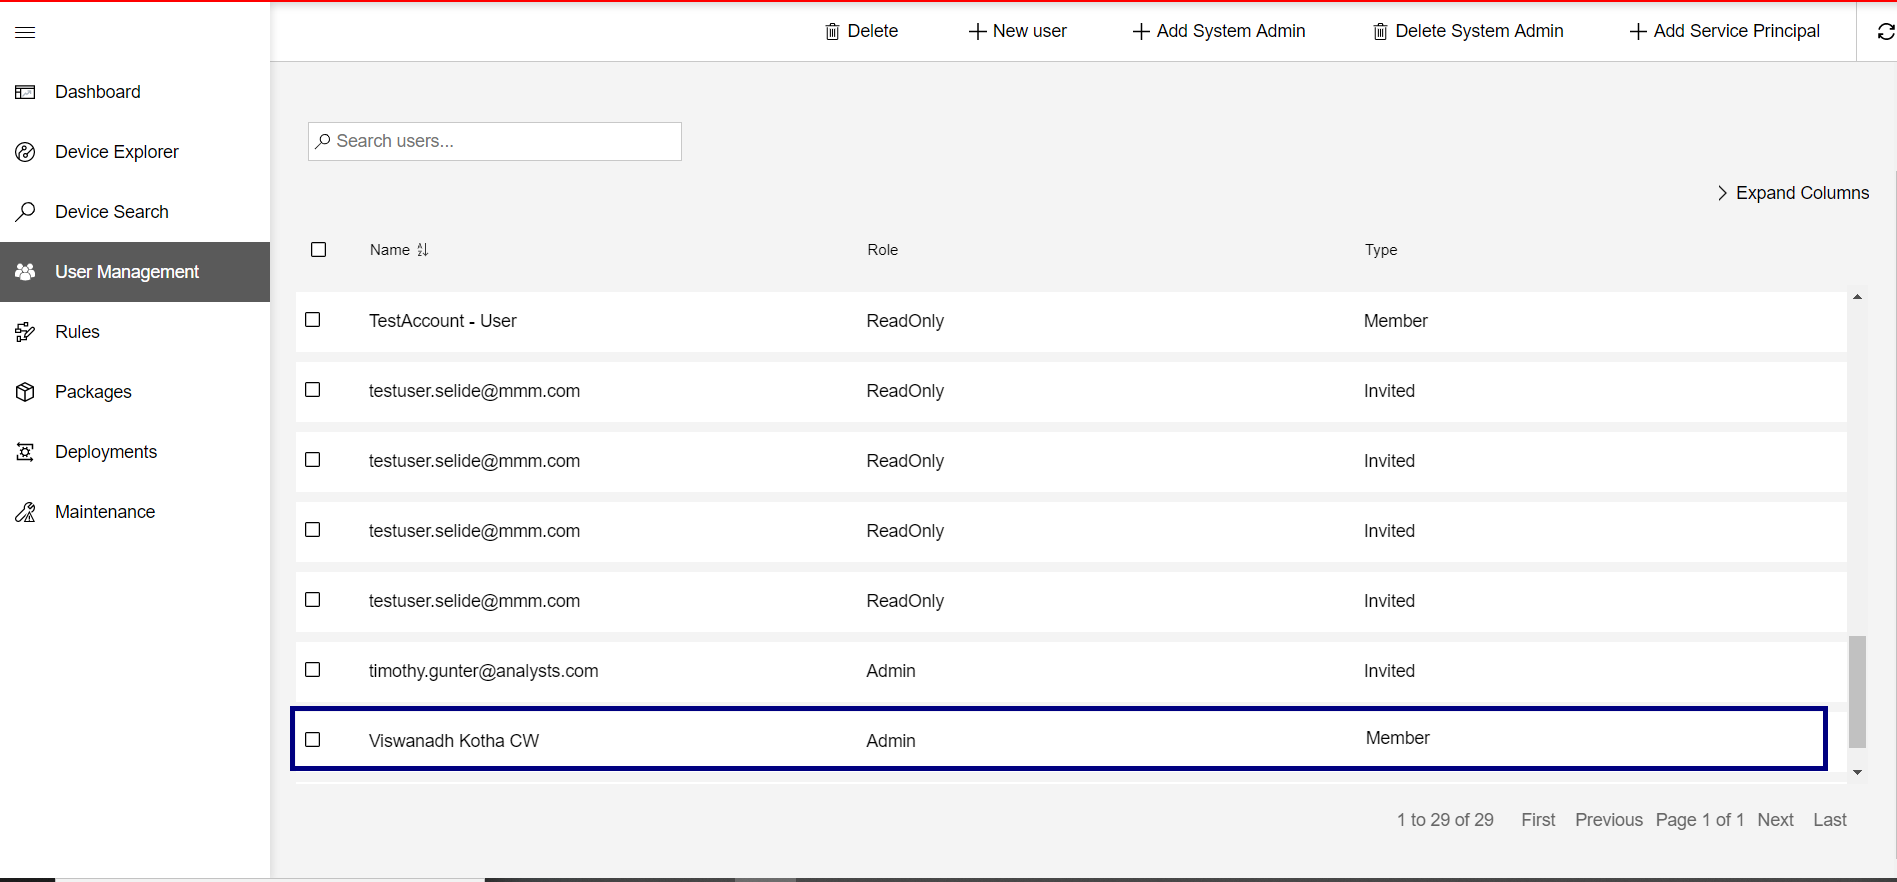 Delete
New user
Add System Admin
Delete System Admin
Add Service Principal
Dashboard
Device Explorer
Device Search
User Management
Rules
Packages
Deployments
Maintenance
Search users...
Expand Columns
Name Role Type
TestAccount - User ReadOnly Member
testuser.selide@mmm.com ReadOnly Invited
testuser.selide@mmm.com ReadOnly Invited
testuser.selide@mmm.com ReadOnly Invited
testuser.selide@mmm.com ReadOnly Invited
timothy.gunter@analysts.com Admin Invited
Viswanadh Kotha CW Admin Member
1 to 29 of 29 First Previous Page 1 of 1 Next Last